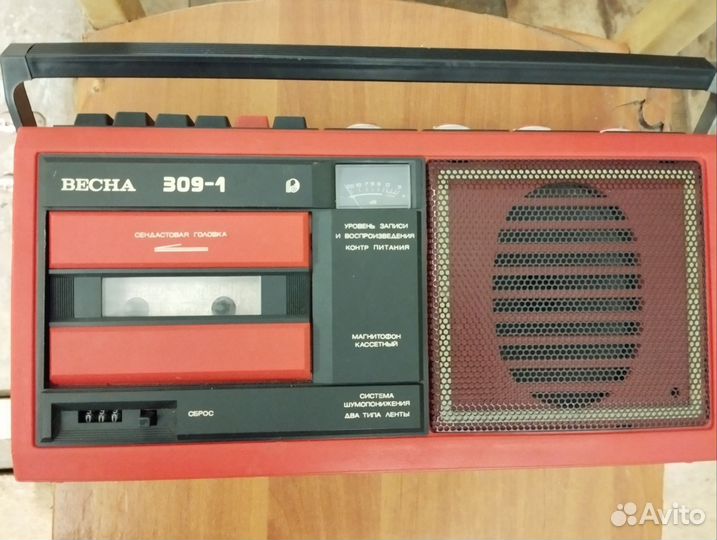 ВЕСНА 309-1
СЕНДАСТОВАЯ ГОЛОВКА
УРОВЕНЬ ЗАПИСИ
И ВОСПРОИЗВЕДЕНИЯ
КОНТР ПИТАНИЯ
МАГНИТОФОН
КАССЕТНЫЙ
СИСТЕМА
ШУМОПОНИЖЕНИЯ
ДВА ТИПА ЛЕНТЫ
СБРОС
Avito